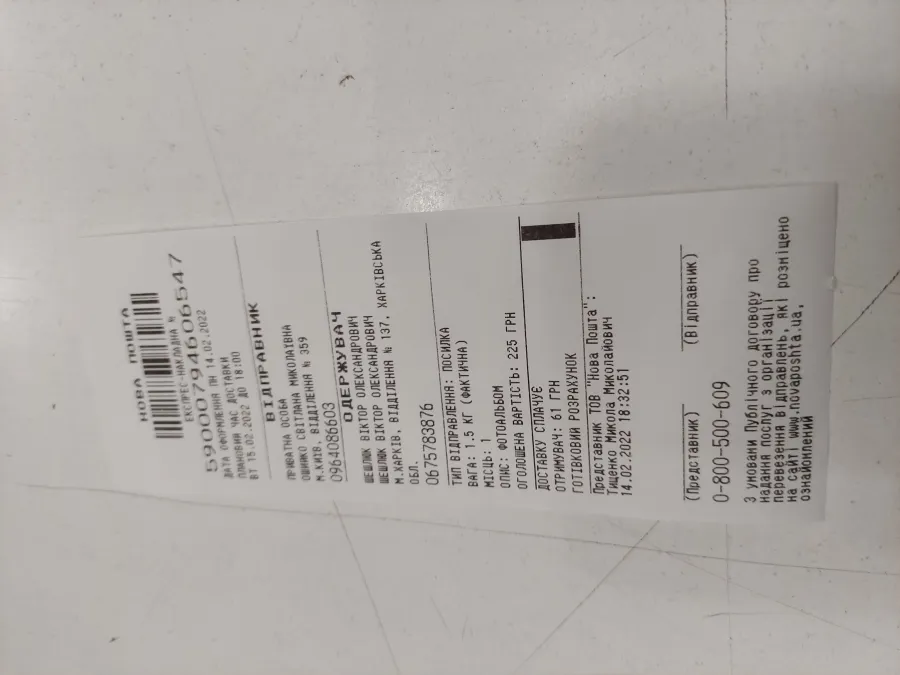 НОВА ПОШТА
ЕКСПРЕС-НАКЛАДНА №
59000794606547
ДАТА ОФОРМЛЕННЯ ПН 14.02.2022
ПЛАНОВИЙ ЧАС ДОСТАВКИ
ВТ 15.02.2022 ДО 18:00
ВІДПРАВНИК
ПРИВАТНА ОСОБА
ОШИЙКО СВІТЛАНА МИКОЛАЇВНА
М.КИЇВ, ВІДДІЛЕННЯ № 359
0964086603
ОДЕРЖУВАЧ
ШЕШЛЮК ВІКТОР ОЛЕКСАНДРОВИЧ
ШЕШЛЮК ВІКТОР ОЛЕКСАНДРОВИЧ
М.ХАРКІВ, ВІДДІЛЕННЯ № 137, ХАРКІВСЬКА
ОБЛ.
0675783876
ТИП ВІДПРАВЛЕННЯ: ПОСИЛКА
ВАГА: 1.5 КГ (ФАКТИЧНА)
МІСЦЬ: 1
ОПИС: ФОТОАЛЬБОМ
ОГОЛОШЕНА ВАРТІСТЬ: 225 ГРН
ДОСТАВКУ СПЛАЧУЄ
ОТРИМУВАЧ: 61 ГРН
ГОТІВКОВИЙ РОЗРАХУНОК
Представник ТОВ "Нова Пошта":
Тищенко Микола Миколайович
14.02.2022 18:32:51
(Представник) (Відправник)
0-800-500-609
З умовами Публічного договору про
надання послуг з організації
перевезення відправлень, які розміщено
на сайті www.novaposhta.ua,
ознайомлений